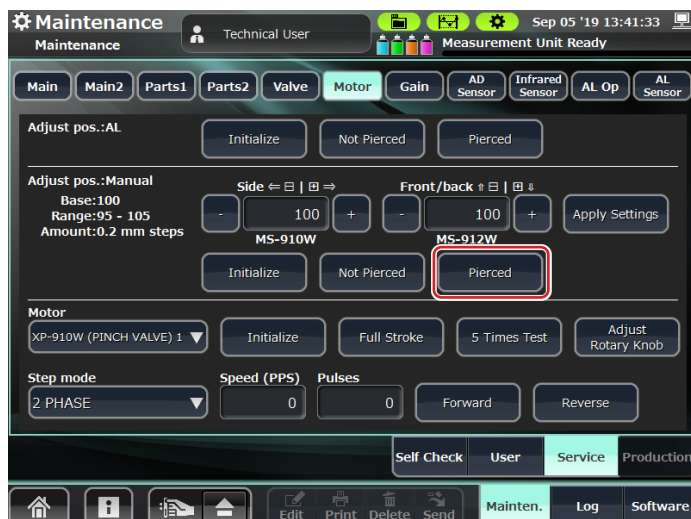 Maintenance
Maintenance
Technical User
Sep 05 '19 13:41:33
Measurement Unit Ready
Main Main2 Parts1 Parts2 Valve Motor Gain AD Sensor Infrared Sensor AL Op AL Sensor
Adjust pos.:AL
Initialize Not Pierced Pierced
Adjust pos.:Manual
Base:100
Range:95 - 105
Amount:0.2 mm steps
Side ⇐ ⊟ | ⊞ ⇒ Front/back ⇑ ⊟ | ⊞ ⇓
- 100 + - 100 + Apply Settings
MS-910W MS-912W
Initialize Not Pierced Pierced
Motor
XP-910W (PINCH VALVE) 1 ▼ Initialize Full Stroke 5 Times Test Adjust Rotary Knob
Step mode Speed (PPS) Pulses
2 PHASE ▼ 0 0 Forward Reverse
Self Check User Service Production
Edit Print Delete Send Mainten. Log Software